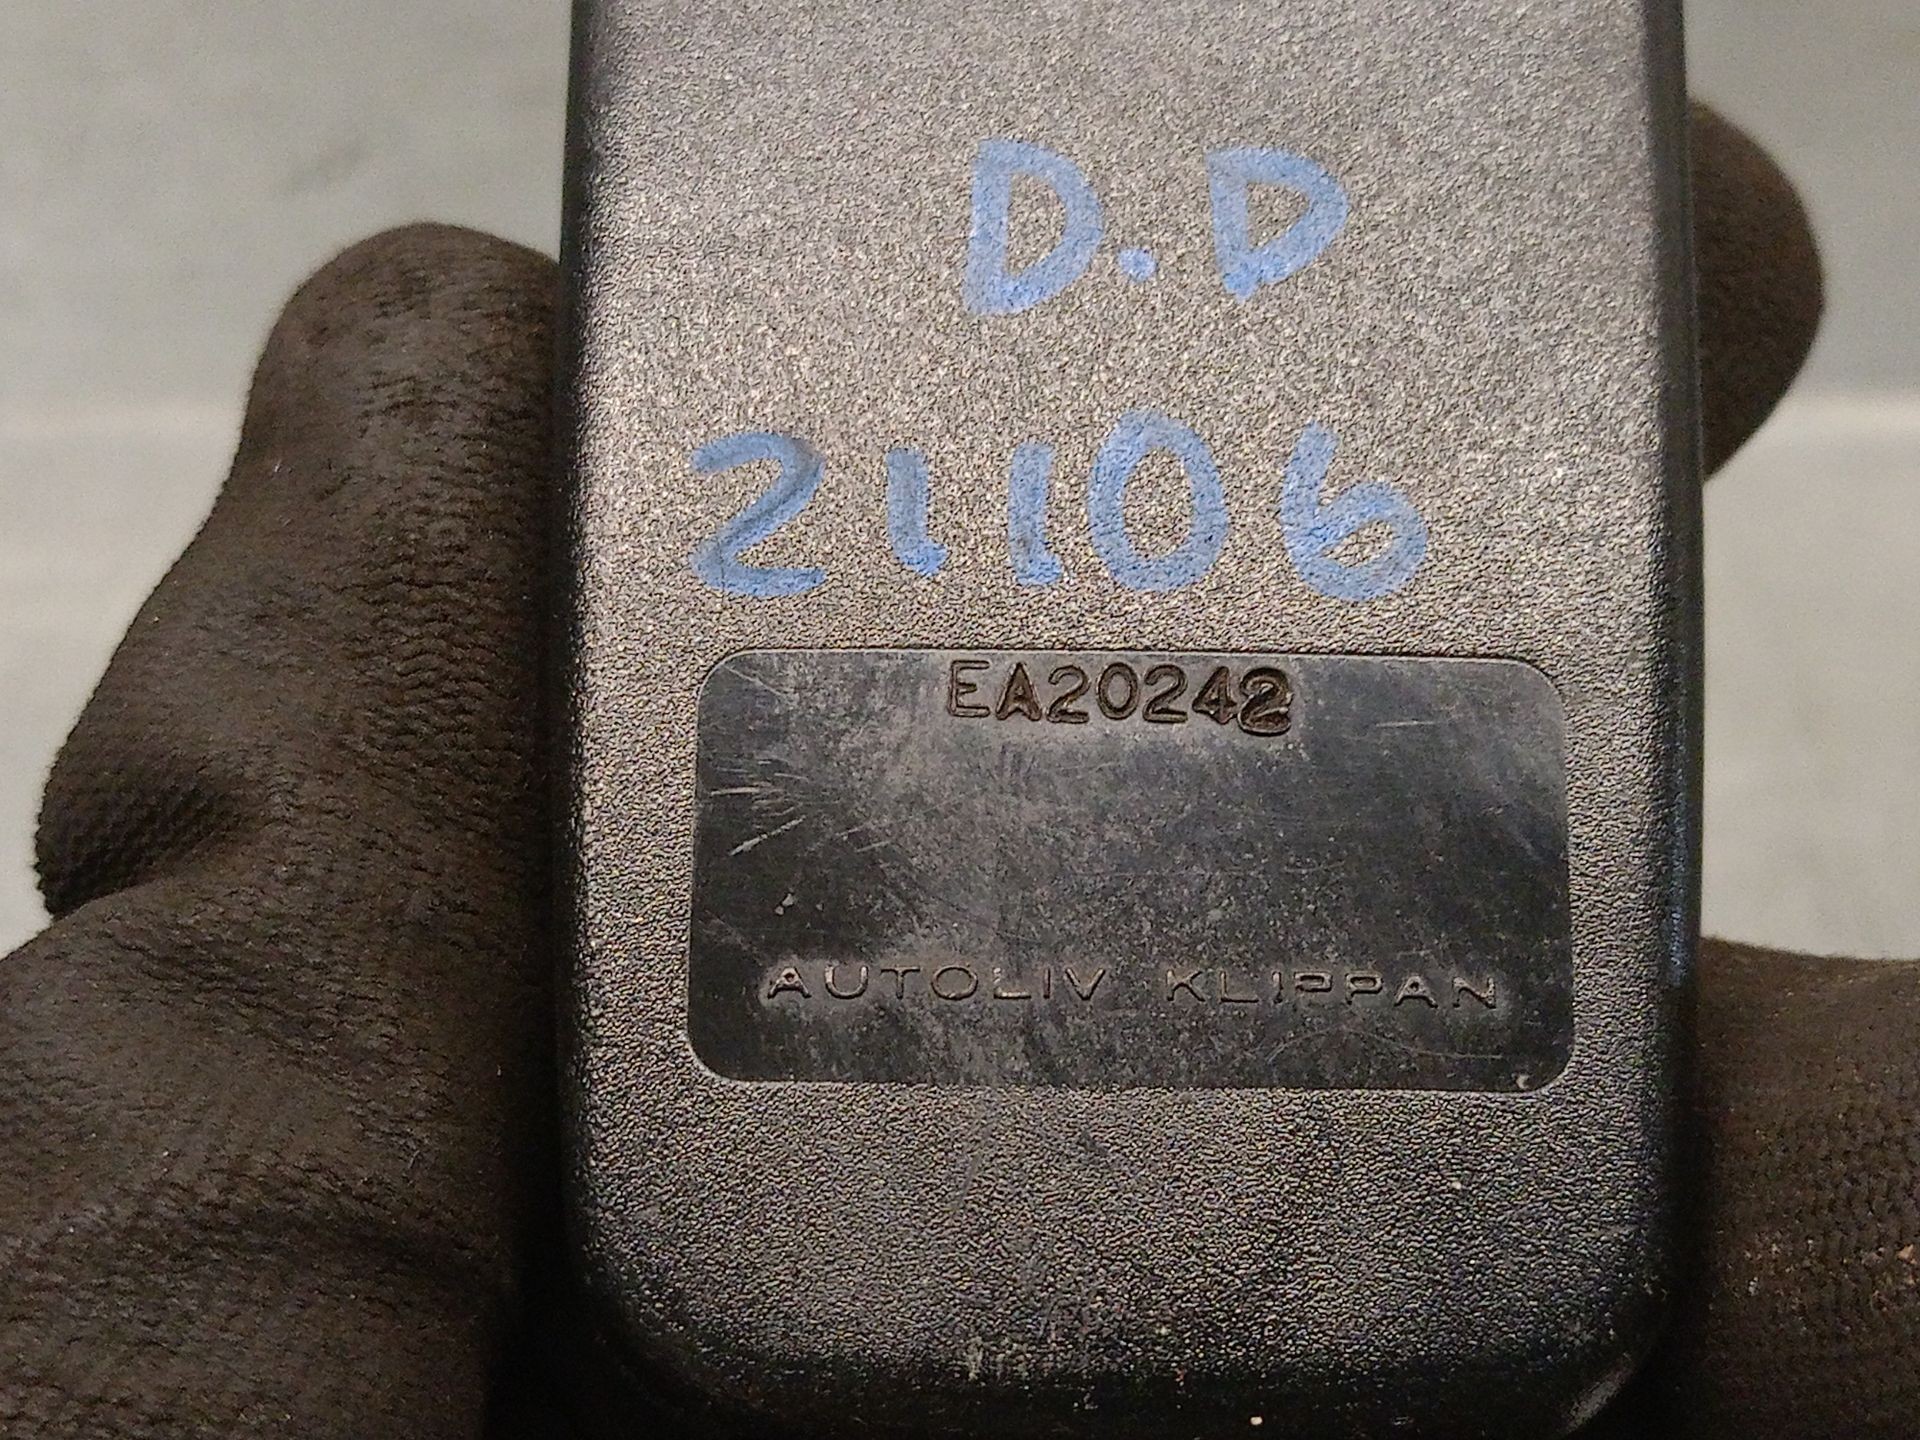 D.D
21106
EA20242
AUTOLIV KLIPPAN